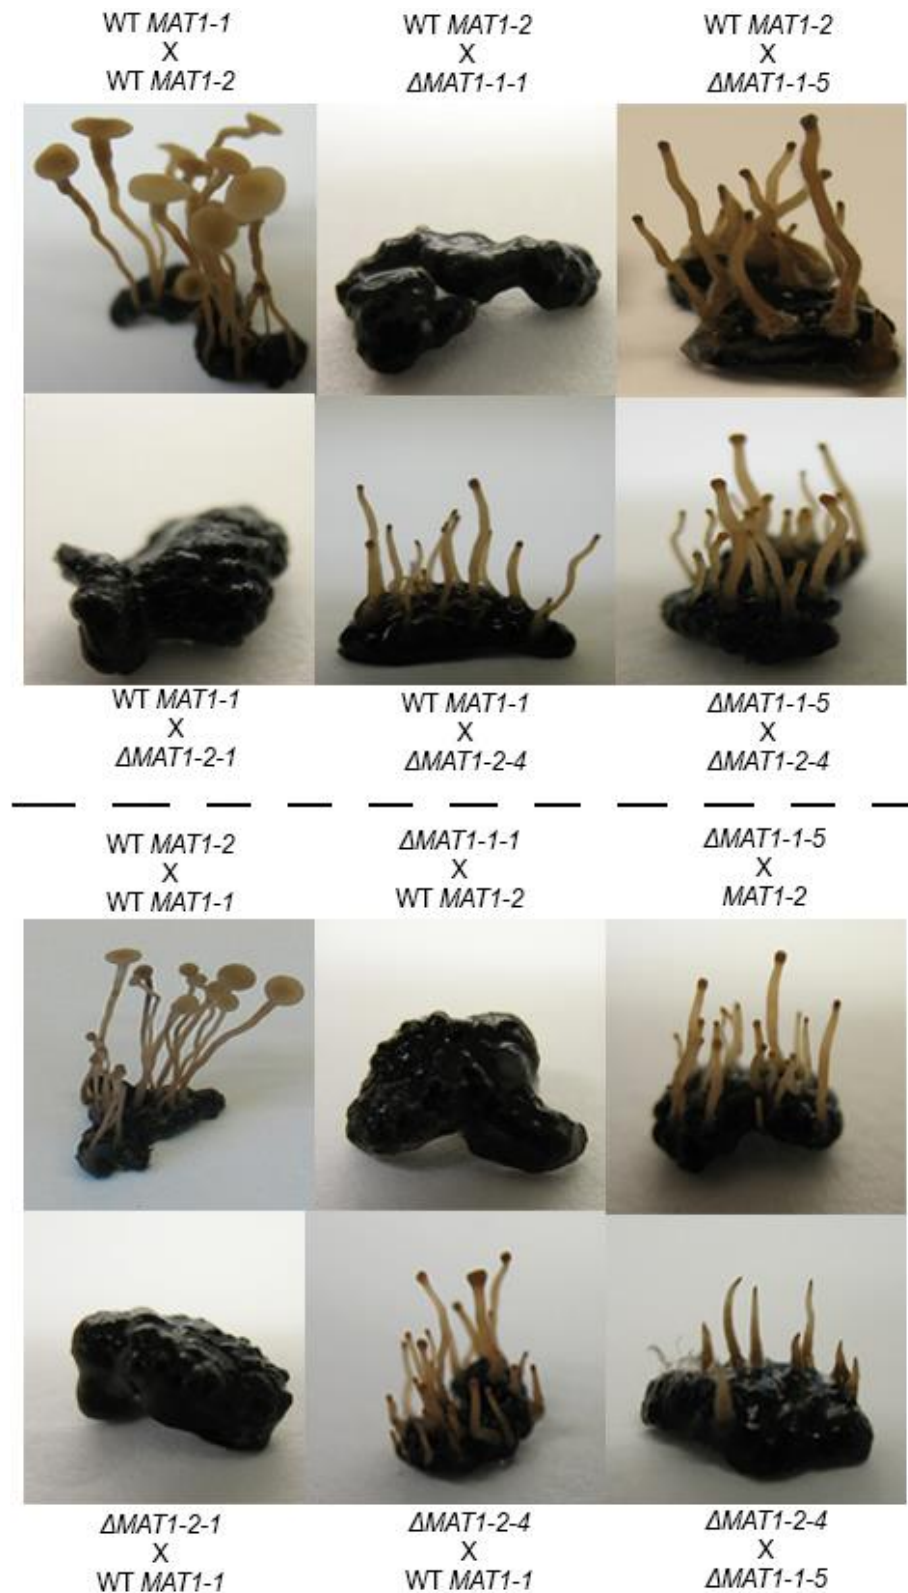 WT MAT1-1
X
WT MAT1-2
WT MAT1-2
X
ΔMAT1-1-1
WT MAT1-2
X
ΔMAT1-1-5
WT MAT1-1
X
ΔMAT1-2-1
WT MAT1-1
X
ΔMAT1-2-4
ΔMAT1-1-5
X
ΔMAT1-2-4
WT MAT1-2
X
WT MAT1-1
ΔMAT1-1-1
X
WT MAT1-2
ΔMAT1-1-5
X
MAT1-2
ΔMAT1-2-1
X
WT MAT1-1
ΔMAT1-2-4
X
WT MAT1-1
ΔMAT1-2-4
X
ΔMAT1-1-5